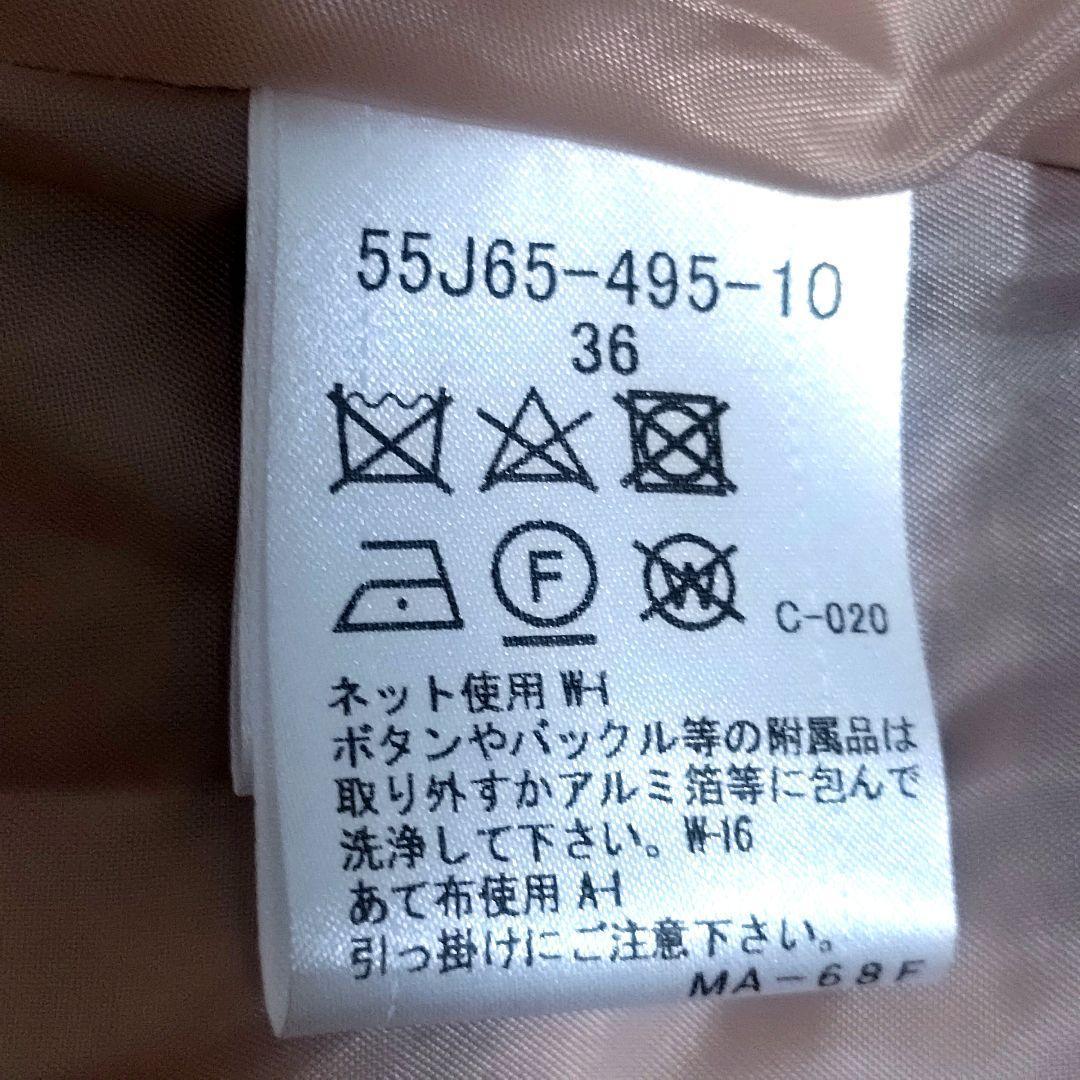 55J65-495-10
36
F
W
C-020
ネット使用 W-1
ボタンやバックル等の附属品は
取り外すかアルミ箔等に包んで
洗浄して下さい。W-16
あて布使用 A-1
引っ掛けにご注意下さい。
MA-68F